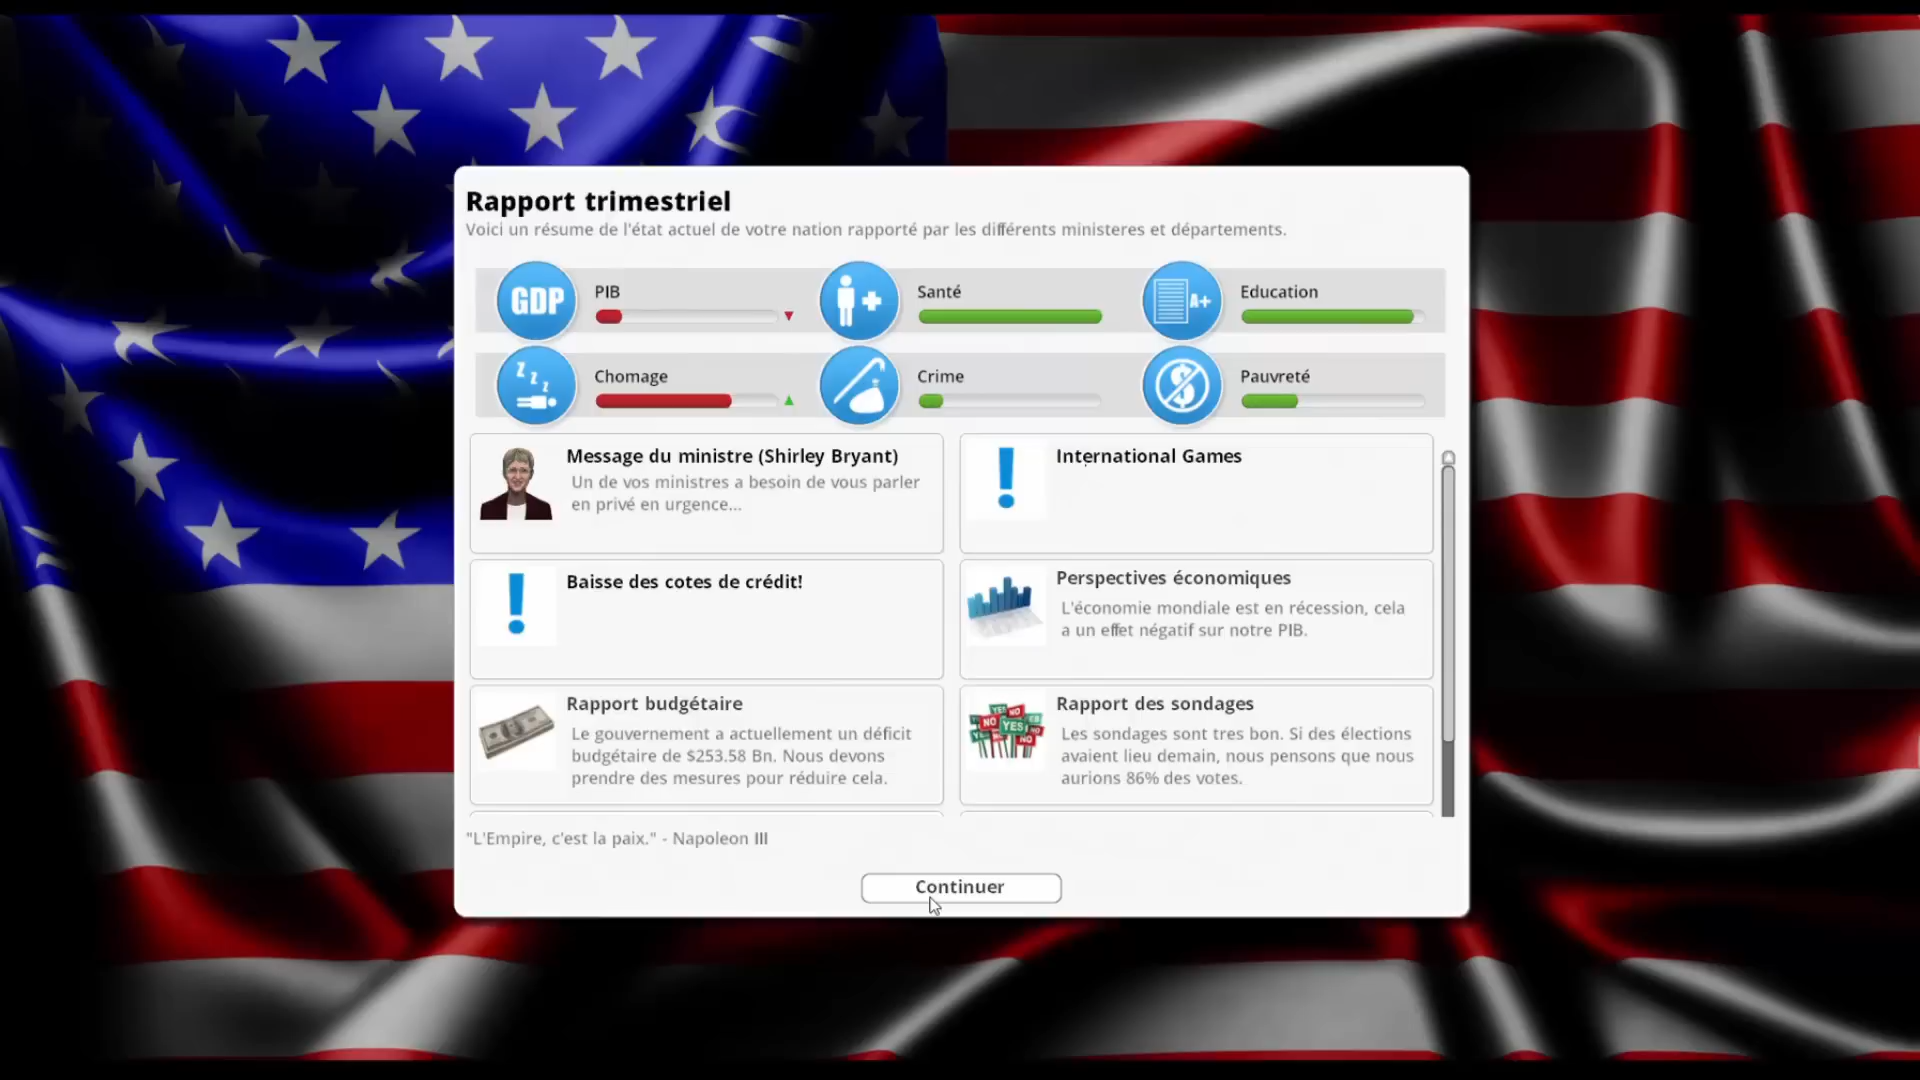 Rapport trimestriel
Voici un résume de l'état actuel de votre nation rapporté par les différents ministeres et départements.
GDP
PIB
Santé
A+
Education
Z Z Z
Chomage
Crime
$
Pauvreté
Message du ministre (Shirley Bryant)
Un de vos ministres a besoin de vous parler
en privé en urgence...
!
International Games
!
Baisse des cotes de crédit!
Perspectives économiques
L'économie mondiale est en récession, cela
a un effet négatif sur notre PIB.
Rapport budgétaire
Le gouvernement a actuellement un déficit
budgétaire de $253.58 Bn. Nous devons
prendre des mesures pour réduire cela.
YES NO
NO YES
NO
Rapport des sondages
Les sondages sont tres bon. Si des élections
avaient lieu demain, nous pensons que nous
aurions 86% des votes.
"L'Empire, c'est la paix." - Napoleon III
Continuer